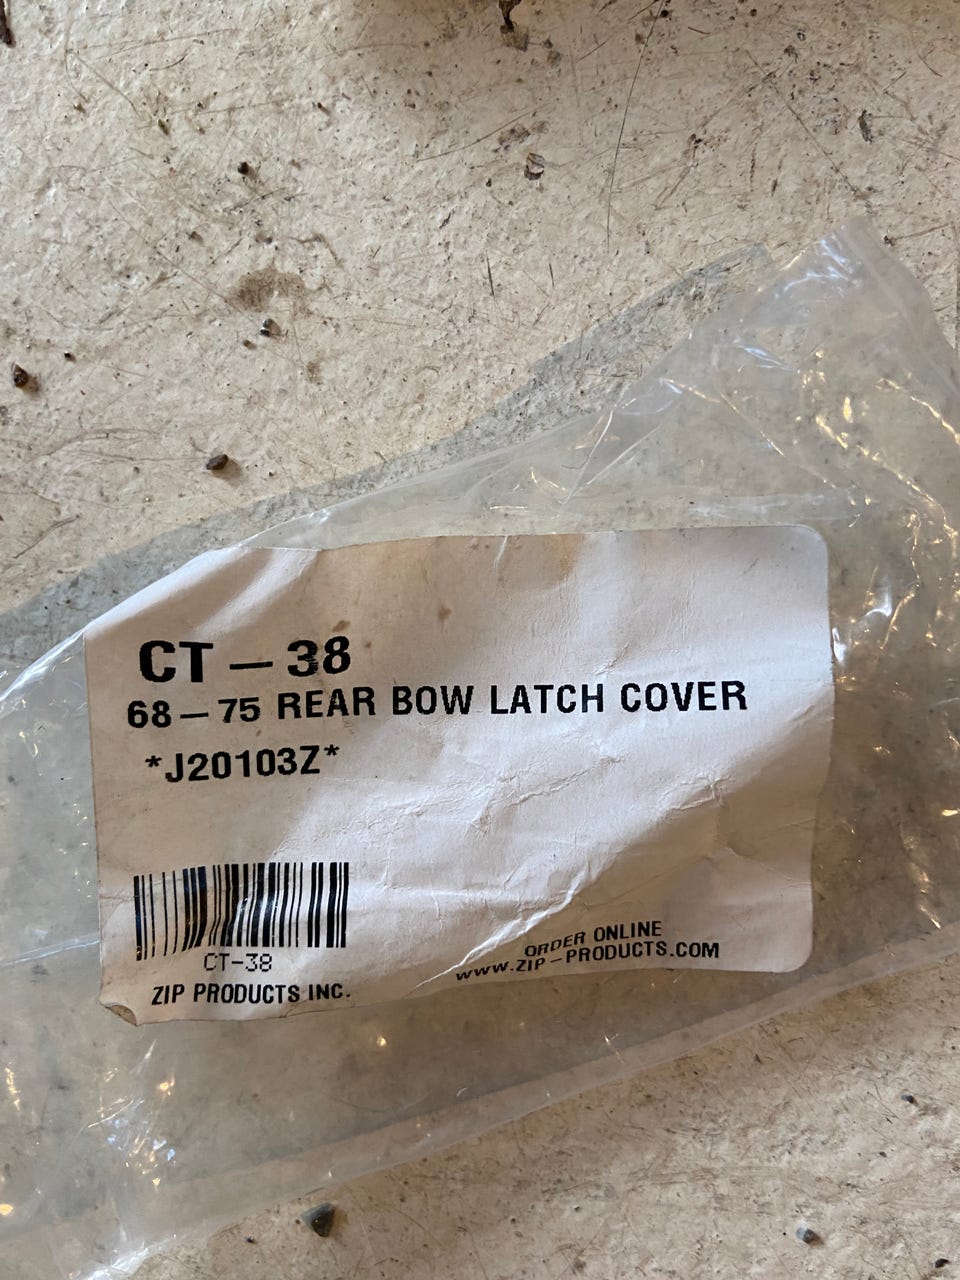 CT – 38
68 – 75 REAR BOW LATCH COVER
*J20103Z*
CT-38
ZIP PRODUCTS INC.
ORDER ONLINE
WWW.ZIP–PRODUCTS.COM